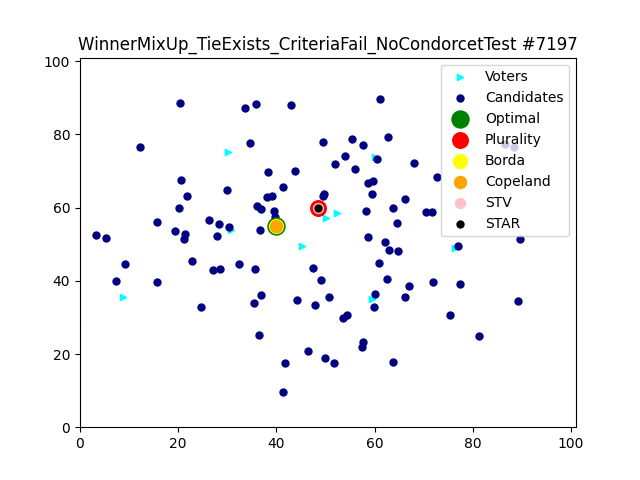 WinnerMixUp_TieExists_CriteriaFail_NoCondorcetTest #7197
100
80
60
40
20
0
0 20 40 60 80 100
Voters
Candidates
Optimal
Plurality
Borda
Copeland
STV
STAR